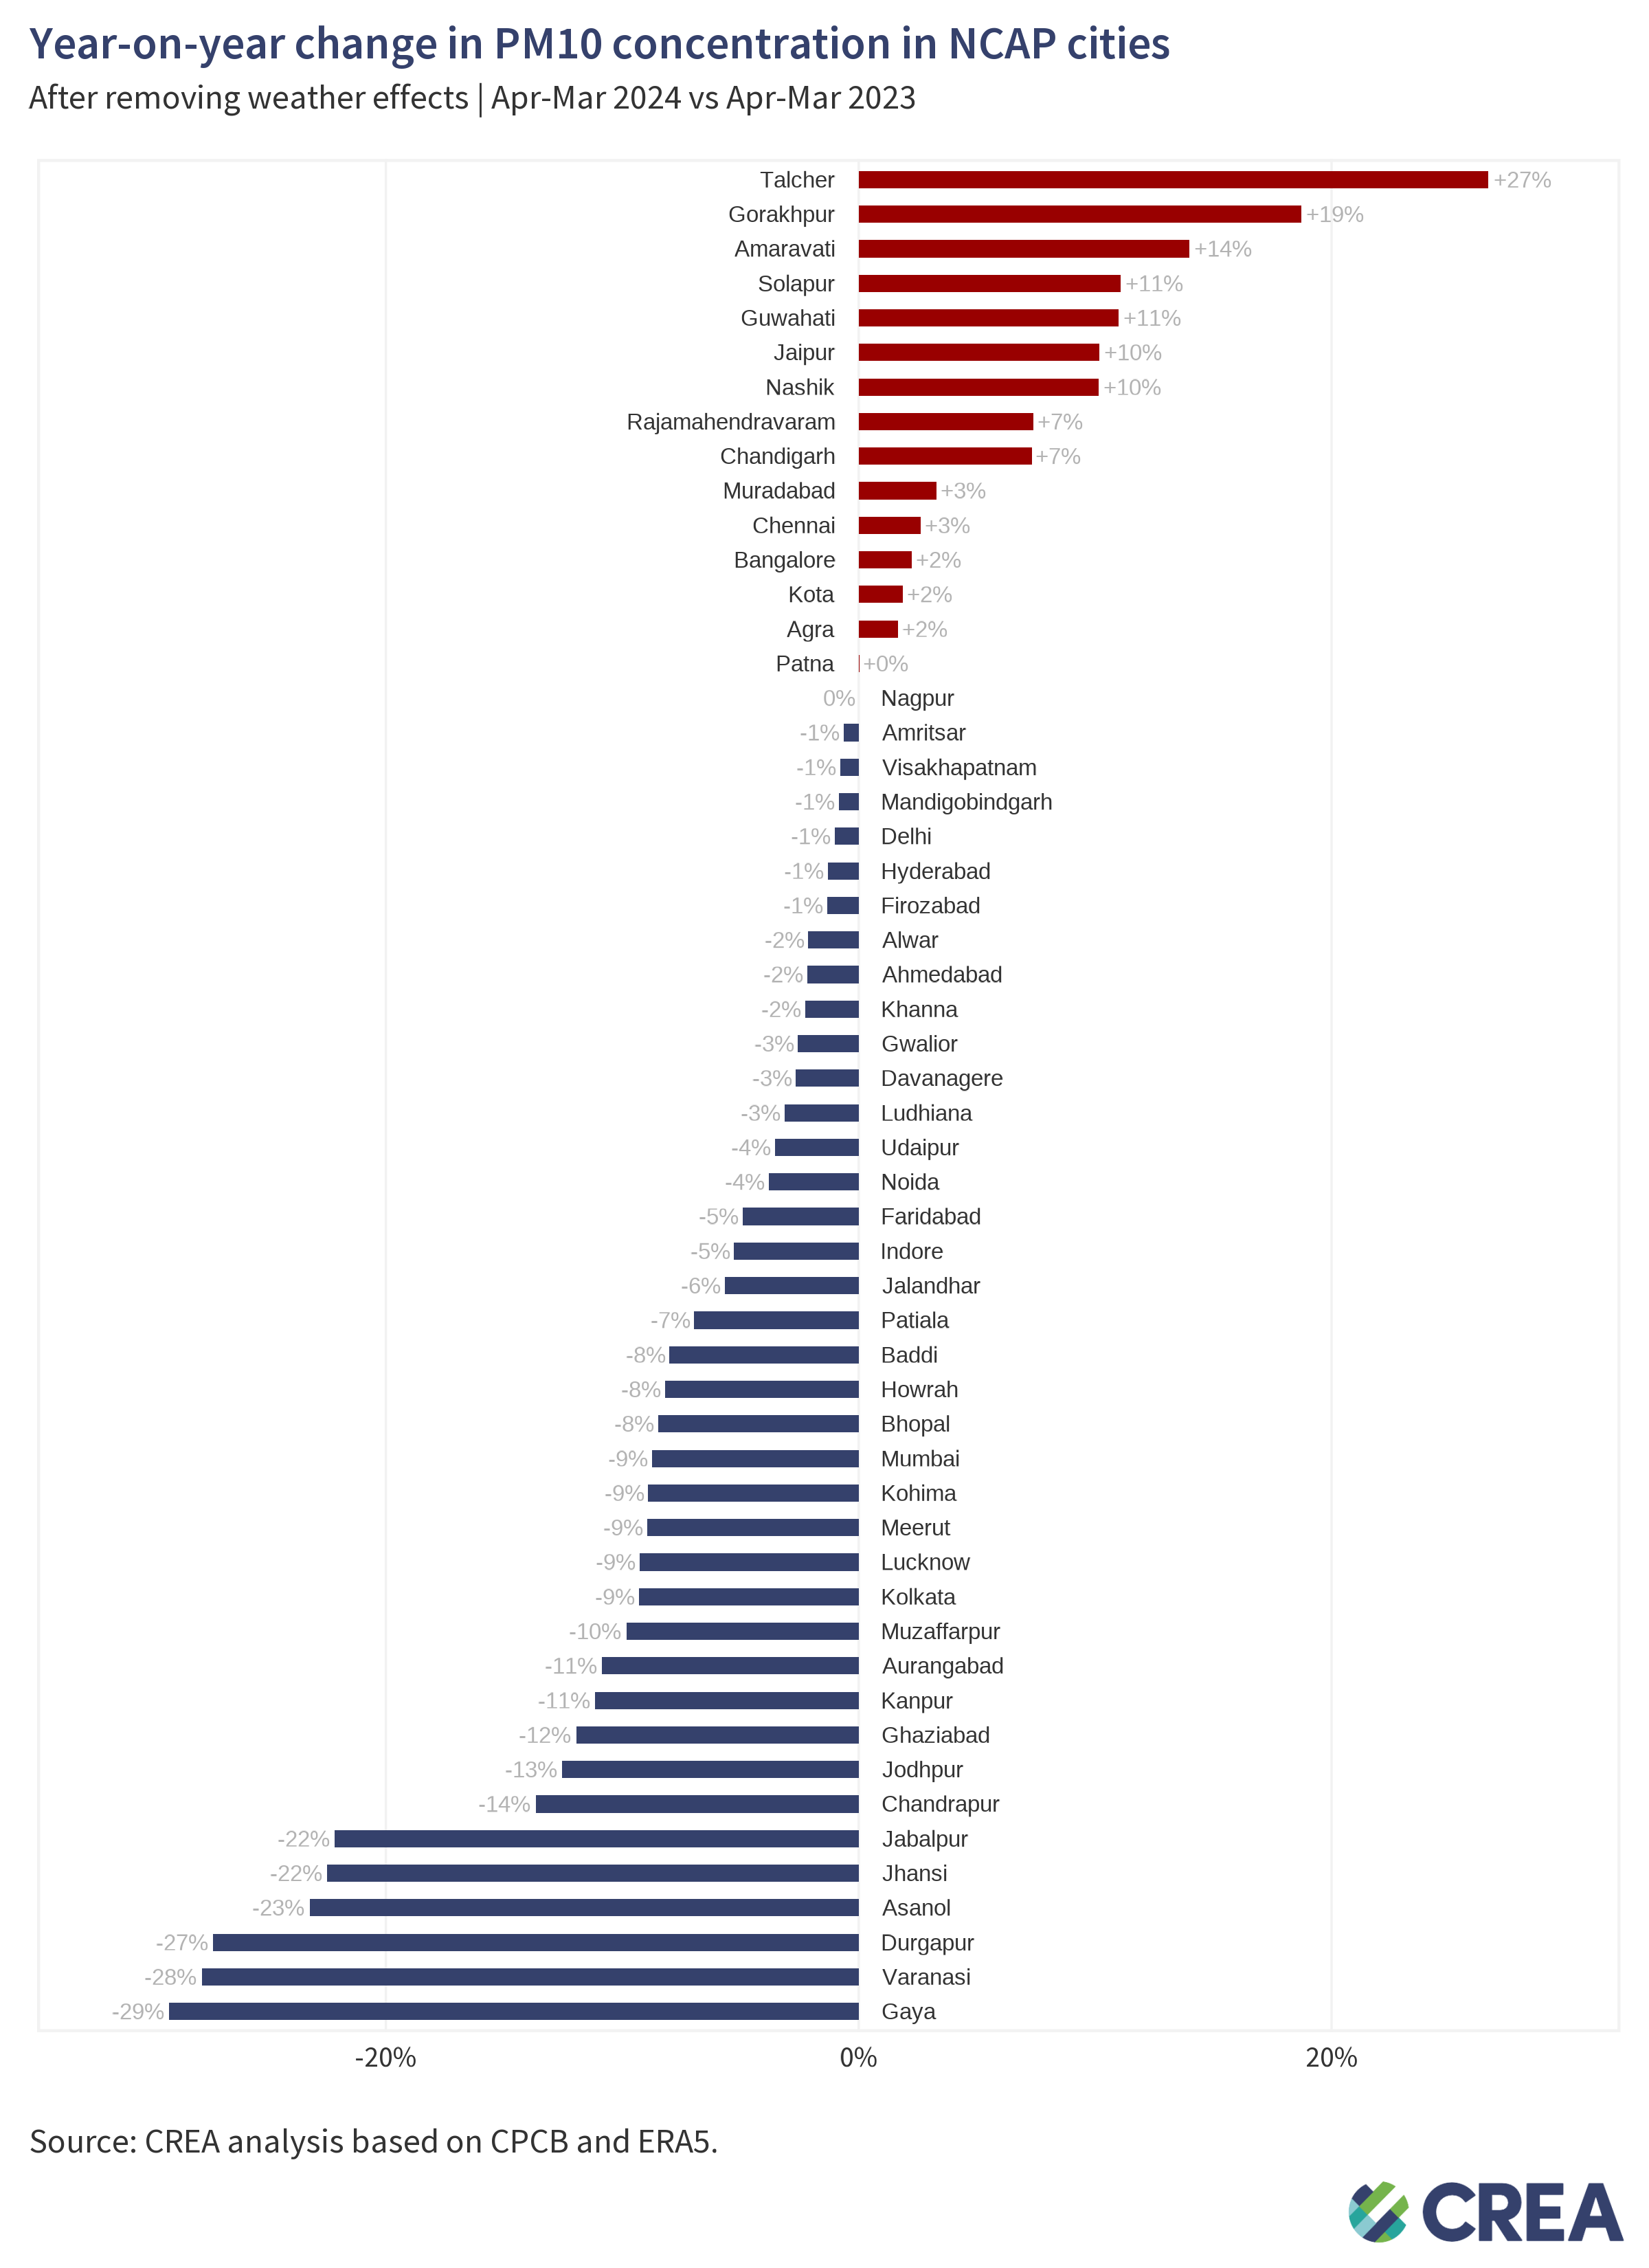 Year-on-year change in PM10 concentration in NCAP cities
After removing weather effects | Apr-Mar 2024 vs Apr-Mar 2023
Talcher +27%
Gorakhpur +19%
Amaravati +14%
Solapur +11%
Guwahati +11%
Jaipur +10%
Nashik +10%
Rajamahendravaram +7%
Chandigarh +7%
Muradabad +3%
Chennai +3%
Bangalore +2%
Kota +2%
Agra +2%
Patna +0%
0% Nagpur
-1% Amritsar
-1% Visakhapatnam
-1% Mandigobindgarh
-1% Delhi
-1% Hyderabad
-1% Firozabad
-2% Alwar
-2% Ahmedabad
-2% Khanna
-3% Gwalior
-3% Davanagere
-3% Ludhiana
-4% Udaipur
-4% Noida
-5% Faridabad
-5% Indore
-6% Jalandhar
-7% Patiala
-8% Baddi
-8% Howrah
-8% Bhopal
-9% Mumbai
-9% Kohima
-9% Meerut
-9% Lucknow
-9% Kolkata
-10% Muzaffarpur
-11% Aurangabad
-11% Kanpur
-12% Ghaziabad
-13% Jodhpur
-14% Chandrapur
-22% Jabalpur
-22% Jhansi
-23% Asanol
-27% Durgapur
-28% Varanasi
-29% Gaya
-20% 0% 20%
Source: CREA analysis based on CPCB and ERA5.
CREA